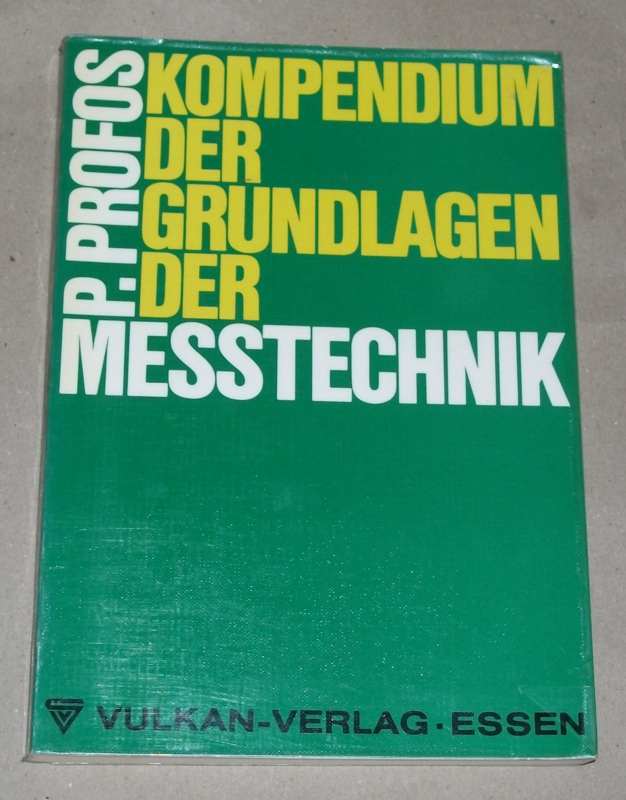 P. PROFOS
KOMPENDIUM
DER
GRUNDLAGEN
DER
MESSTECHNIK
VULKAN-VERLAG · ESSEN